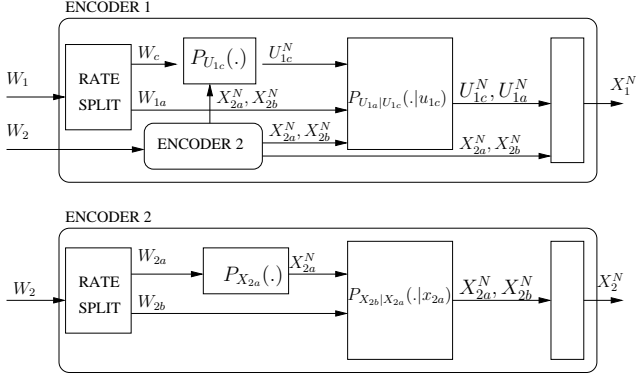 ENCODER 1
W_1
W_2
RATE
SPLIT
W_c
W_{1a}
P_{U_{1c}}(.)
U_{1c}^N
X_{2a}^N, X_{2b}^N
ENCODER 2
X_{2a}^N, X_{2b}^N
P_{U_{1a}|U_{1c}}(.|u_{1c})
U_{1c}^N, U_{1a}^N
X_{2a}^N, X_{2b}^N
X_1^N
ENCODER 2
W_2
RATE
SPLIT
W_{2a}
W_{2b}
P_{X_{2a}}(.)
X_{2a}^N
P_{X_{2b}|X_{2a}}(.|x_{2a})
X_{2a}^N, X_{2b}^N
X_2^N